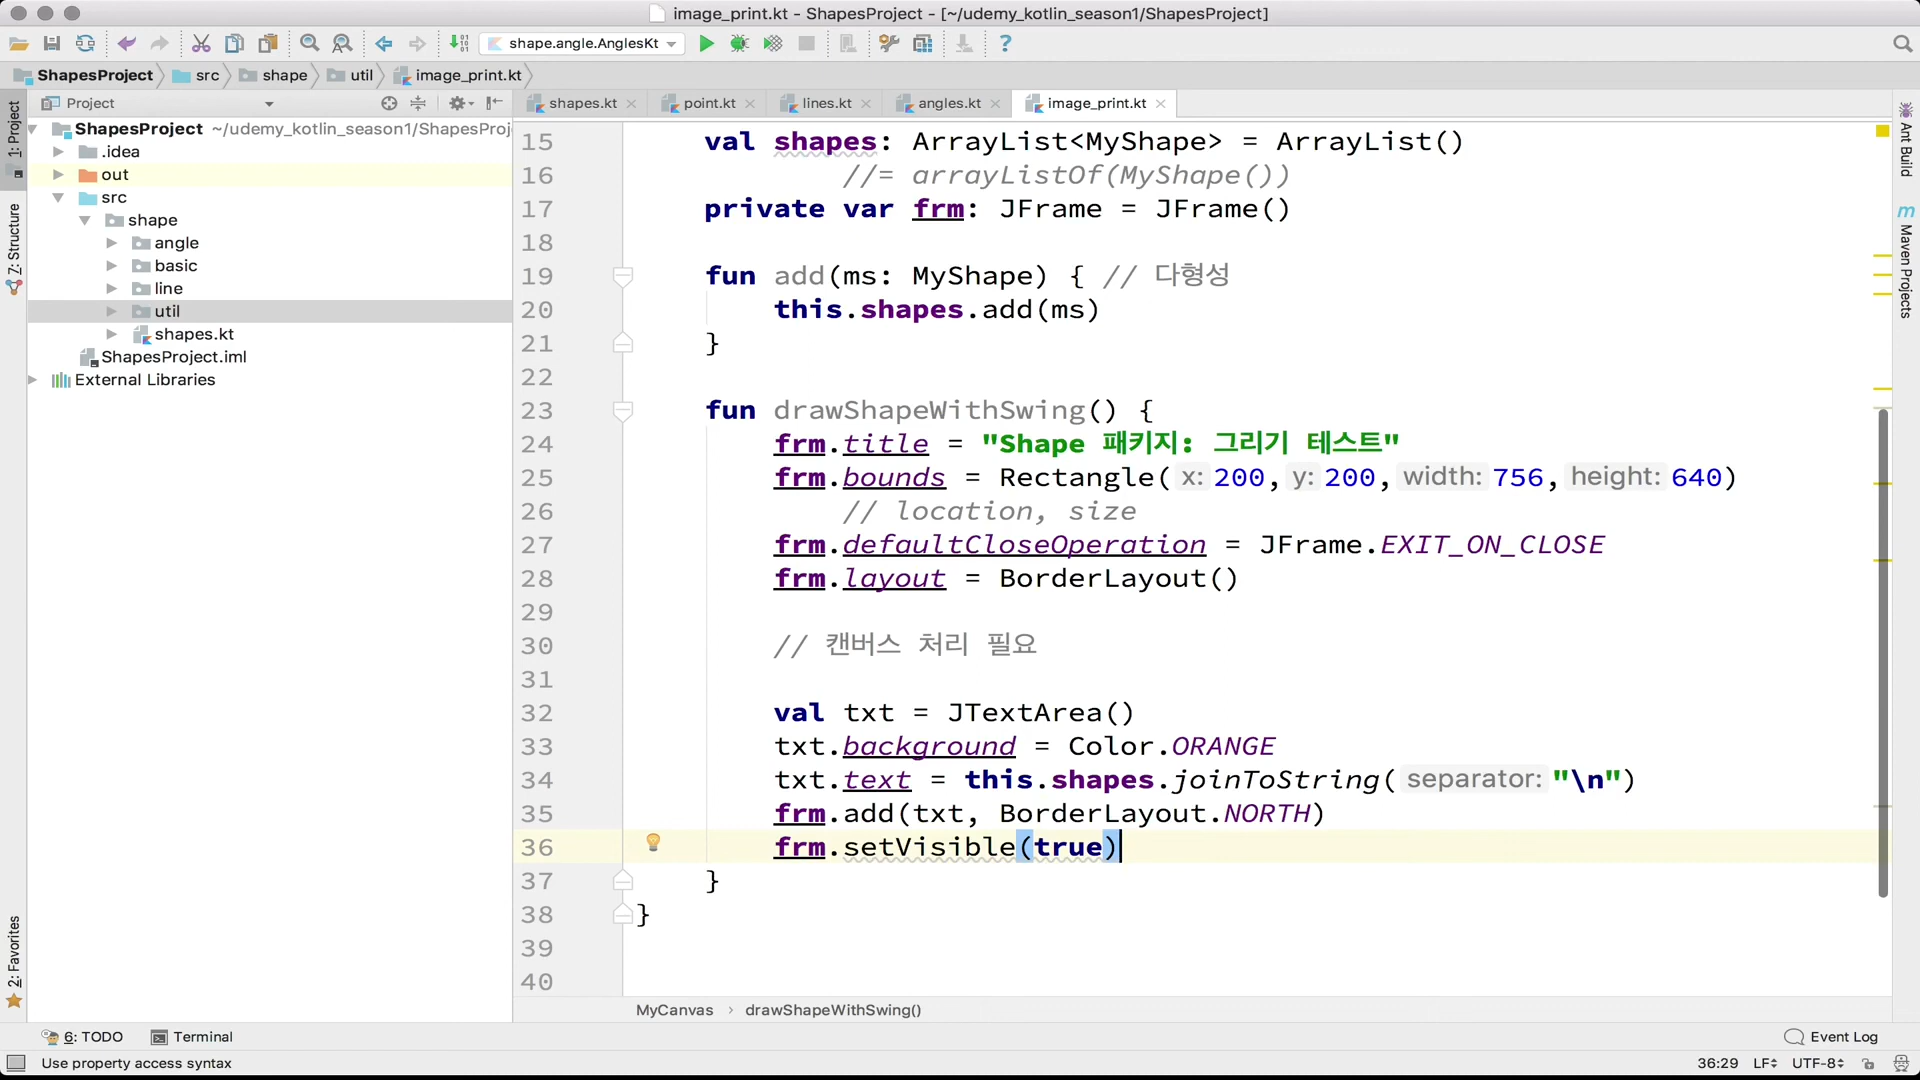 image_print.kt - ShapesProject - [~/udemy_kotlin_season1/ShapesProject]
shape.angle.AnglesKt
ShapesProject src shape util image_print.kt
Project
shapes.kt point.kt lines.kt angles.kt image_print.kt
ShapesProject ~/udemy_kotlin_season1/ShapesProj
.idea
out
src
shape
angle
basic
line
util
shapes.kt
ShapesProject.iml
External Libraries
1: Project
7: Structure
2: Favorites
15 val shapes: ArrayList<MyShape> = ArrayList()
16 //= arrayListOf(MyShape())
17 private var frm: JFrame = JFrame()
18
19 fun add(ms: MyShape) { // 다형성
20 this.shapes.add(ms)
21 }
22
23 fun drawShapeWithSwing() {
24 frm.title = "Shape 패키지: 그리기 테스트"
25 frm.bounds = Rectangle( x: 200, y: 200, width: 756, height: 640)
26 // location, size
27 frm.defaultCloseOperation = JFrame.EXIT_ON_CLOSE
28 frm.layout = BorderLayout()
29
30 // 캔버스 처리 필요
31
32 val txt = JTextArea()
33 txt.background = Color.ORANGE
34 txt.text = this.shapes.joinToString( separator: "\n")
35 frm.add(txt, BorderLayout.NORTH)
36 frm.setVisible(true)
37 }
38 }
39
40
MyCanvas › drawShapeWithSwing()
Ant Build
m Maven Projects
6: TODO Terminal Event Log
Use property access syntax 36:29 LF UTF-8